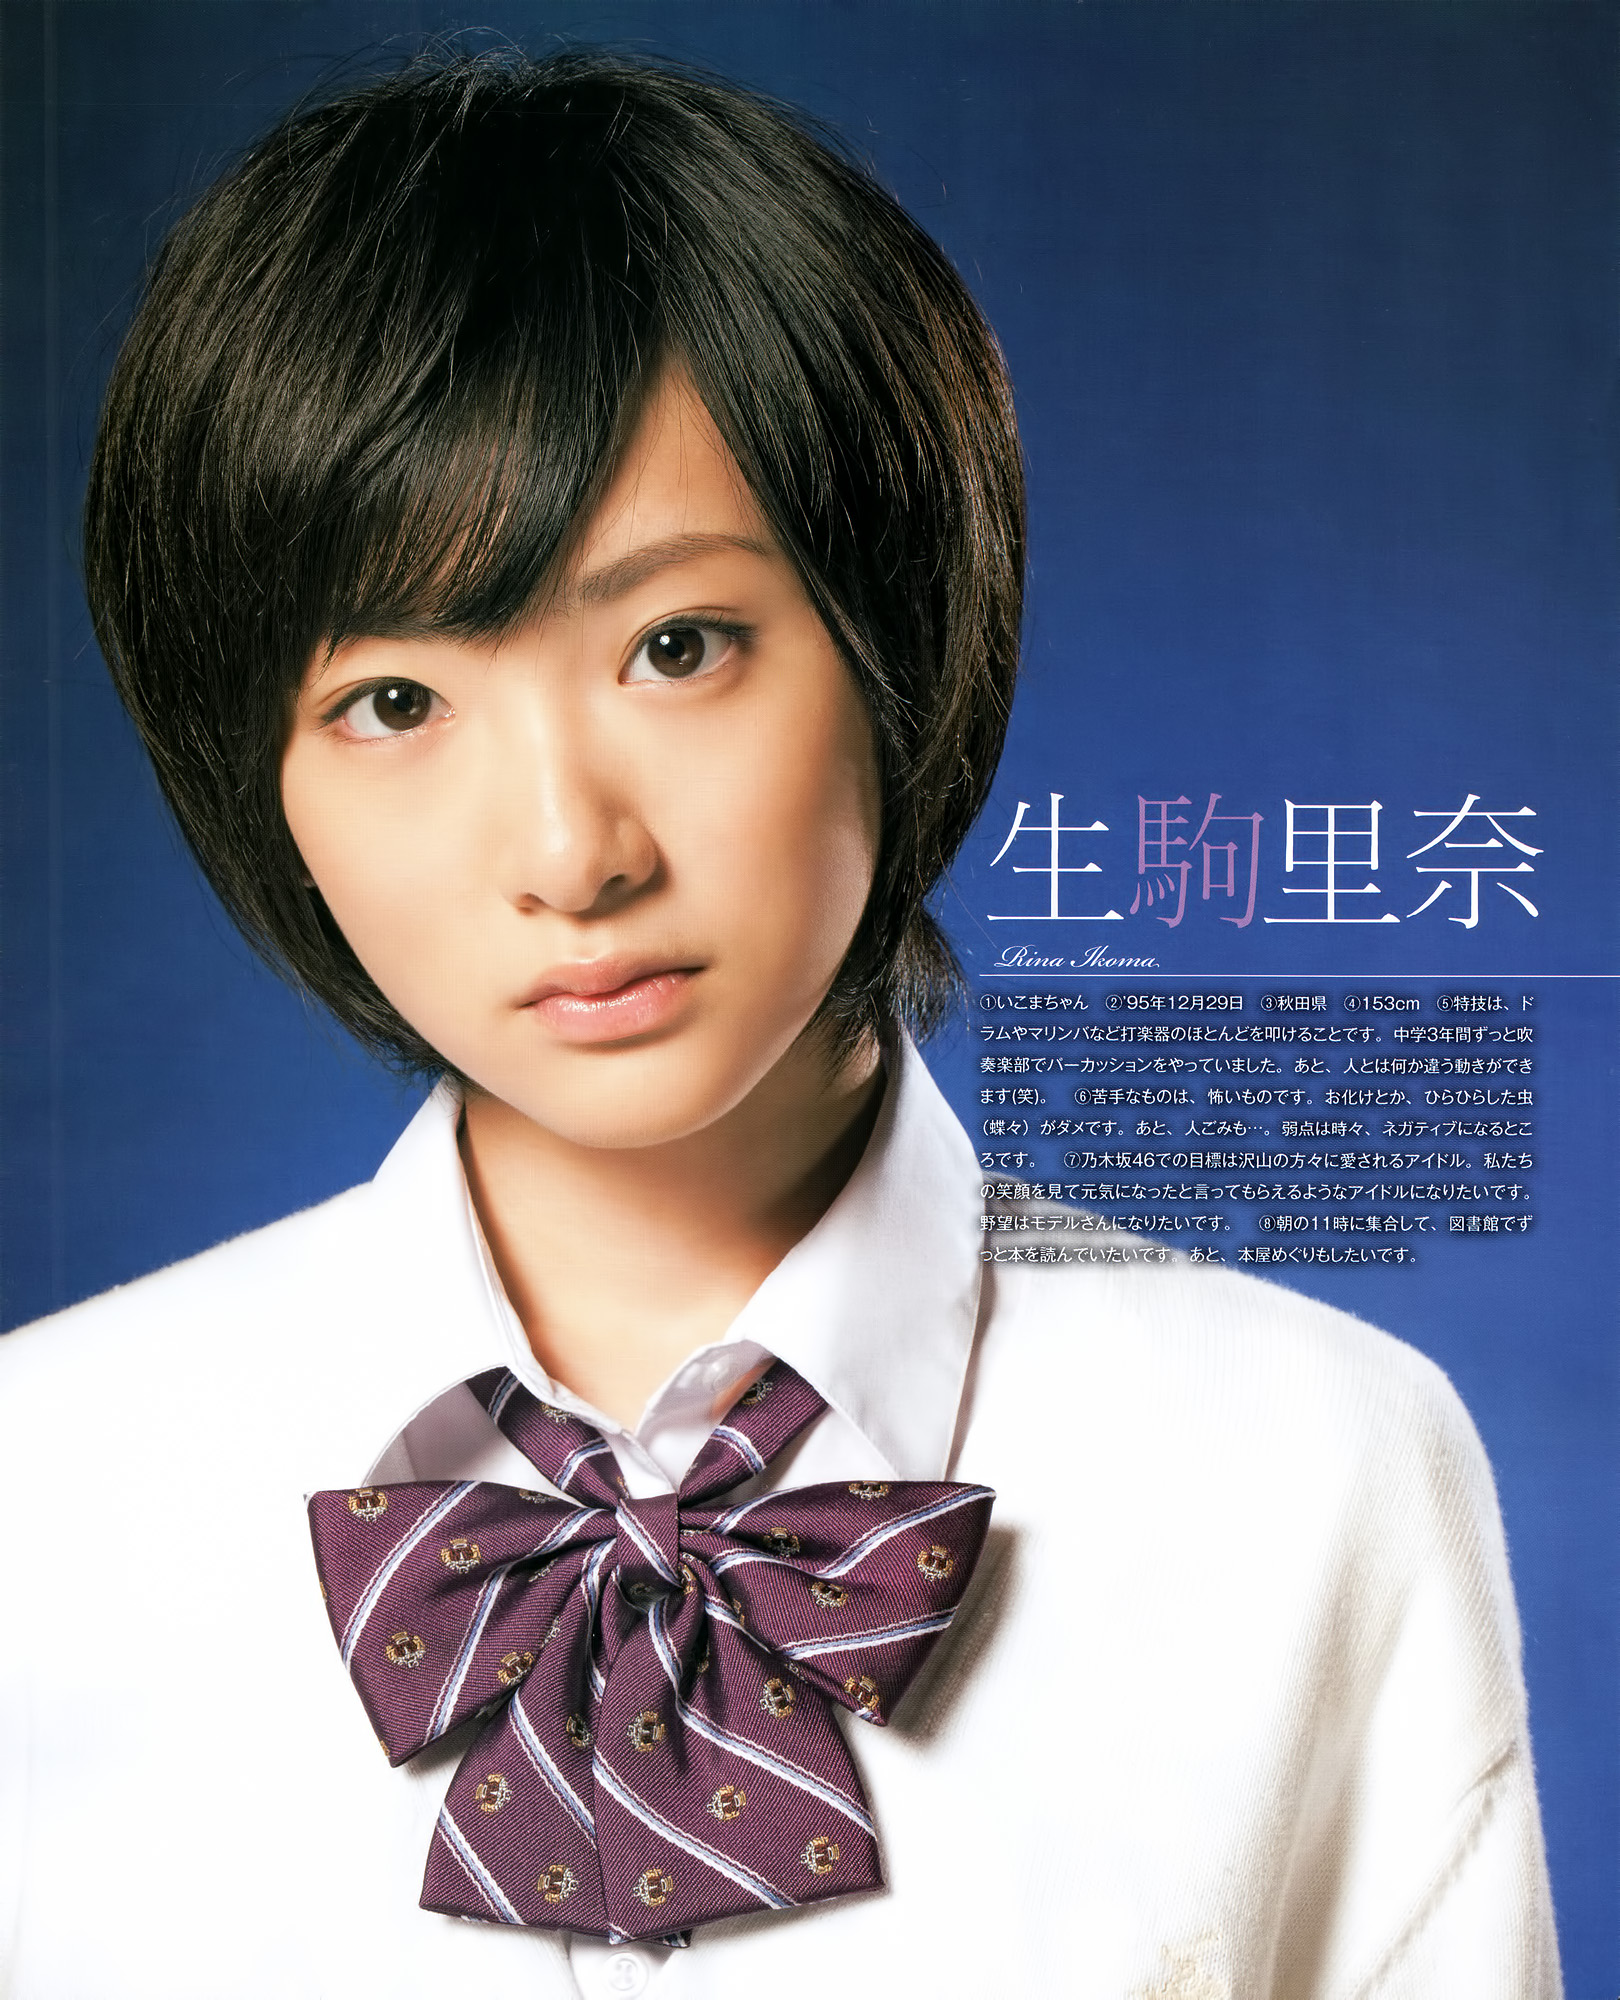 生駒里奈
Rina Ikoma
①いこまちゃん　②'95年12月29日　③秋田県　④153cm　⑤特技は、ド
ラムやマリンバなど打楽器のほとんどを叩けることです。中学3年間ずっと吹
奏楽部でパーカッションをやっていました。あと、人とは何か違う動きができ
ます(笑)。　⑥苦手なものは、怖いものです。お化けとか、ひらひらした虫
（蝶々）がダメです。あと、人ごみも…。弱点は時々、ネガティブになるとこ
ろです。　⑦乃木坂46での目標は沢山の方々に愛されるアイドル。私たち
の笑顔を見て元気になったと言ってもらえるようなアイドルになりたいです。
野望はモデルさんになりたいです。　⑧朝の11時に集合して、図書館でず
っと本を読んでいたいです。あと、本屋めぐりもしたいです。